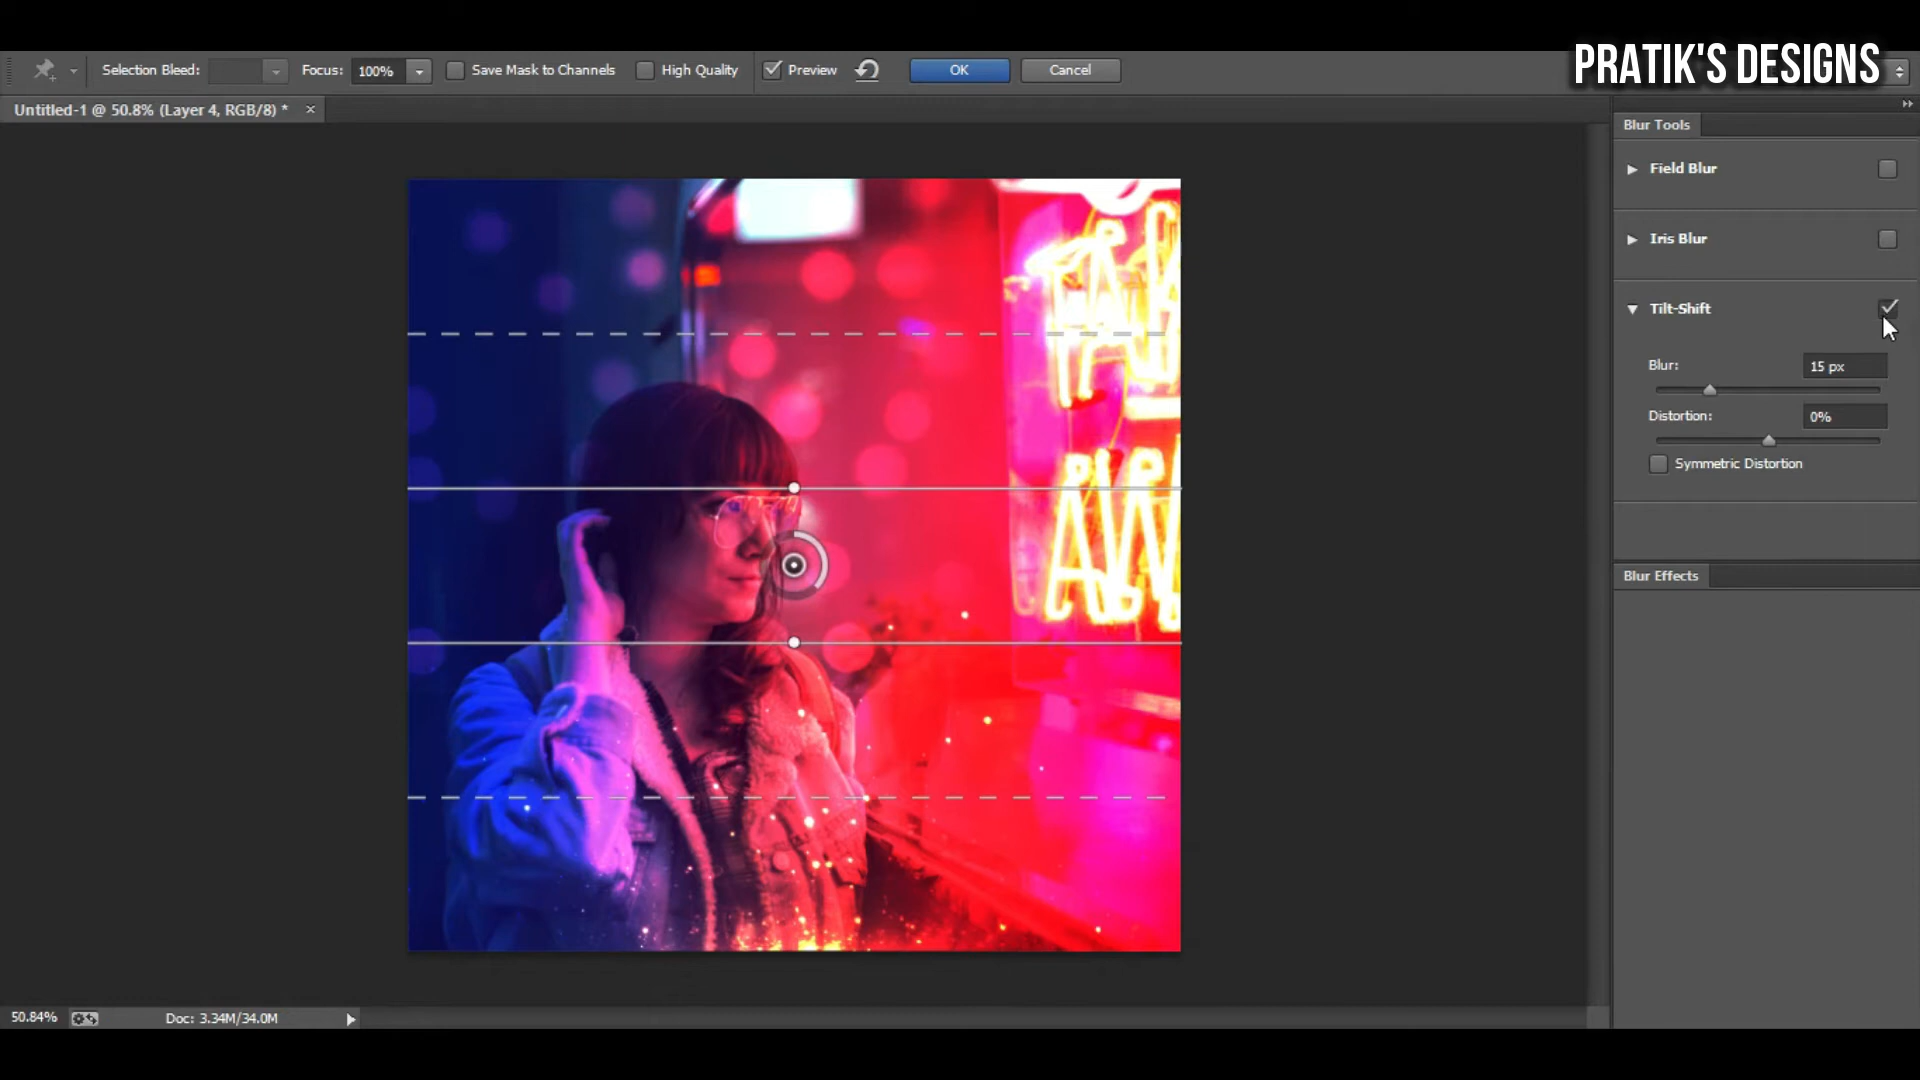 PRATIK'S DESIGNS
Selection Bleed: Focus: 100% Save Mask to Channels High Quality Preview OK Cancel
Untitled-1 @ 50.8% (Layer 4, RGB/8) * ×
Blur Tools
Field Blur
Iris Blur
Tilt-Shift
Blur: 15 px
Distortion: 0%
Symmetric Distortion
Blur Effects
50.84% Doc: 3.34M/34.0M